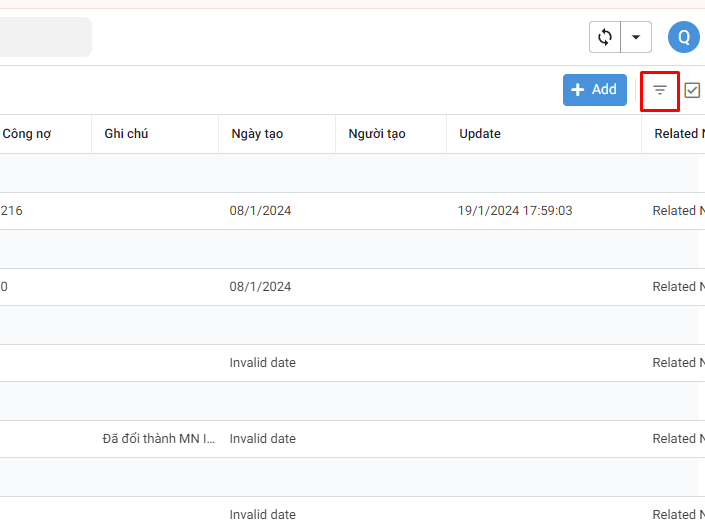 Q
Add
Công nợ Ghi chú Ngày tạo Người tạo Update Related N
216 08/1/2024 19/1/2024 17:59:03 Related N
0 08/1/2024 Related N
Invalid date Related N
Đã đổi thành MN I... Invalid date Related N
Invalid date Related N